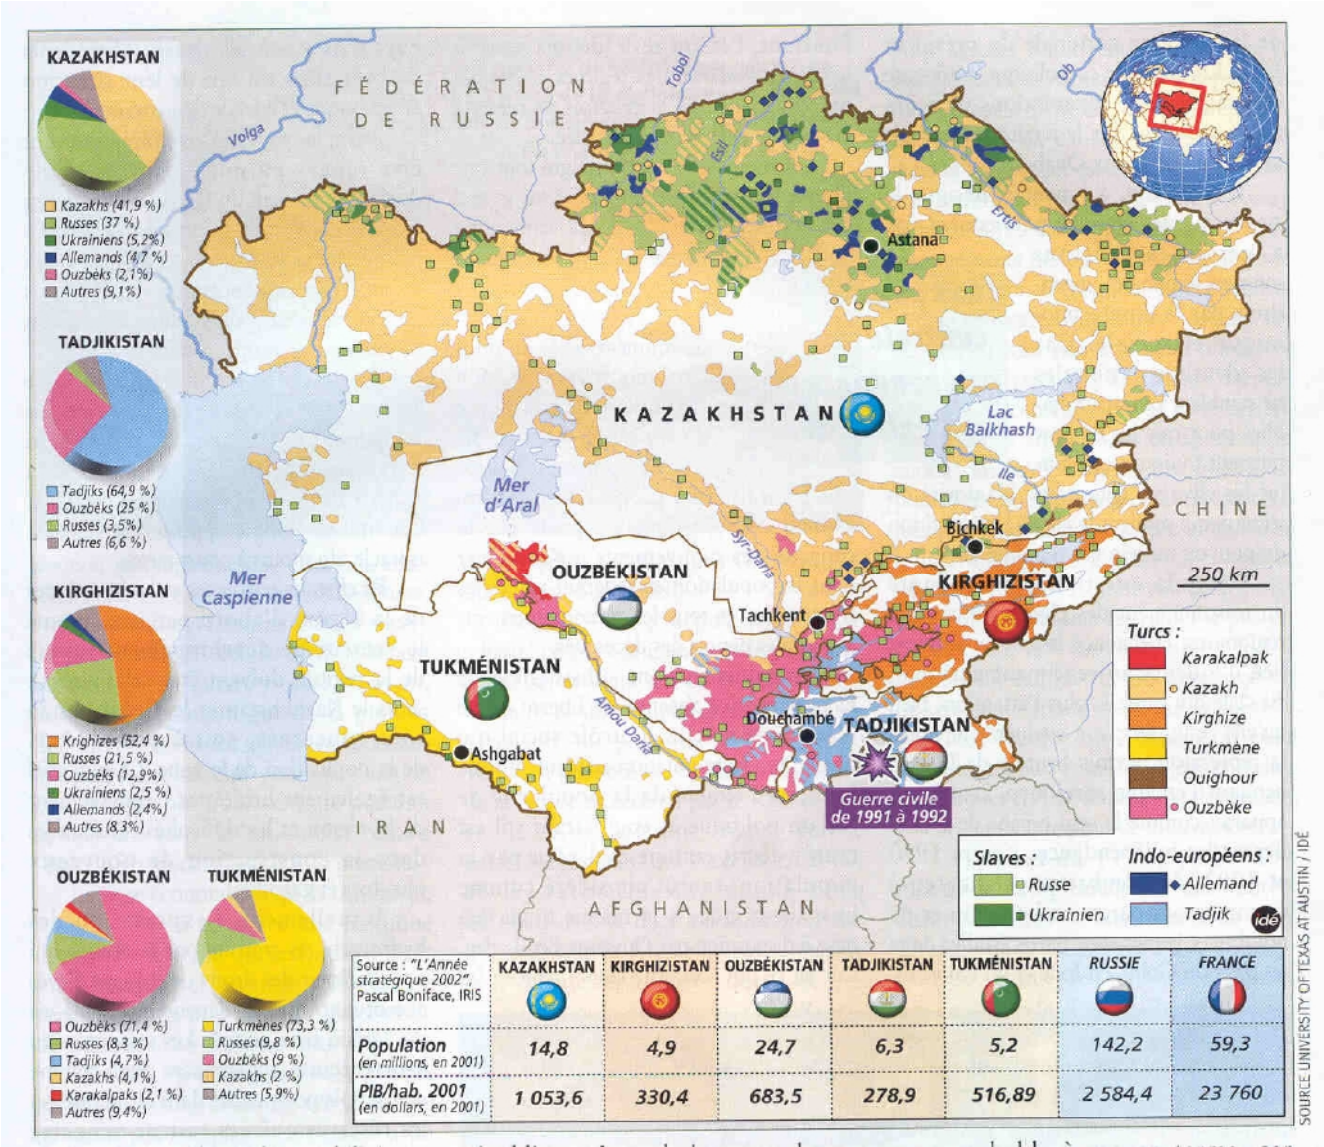 KAZAKHSTAN
Kazakhs (41,9 %)
Russes (37 %)
Ukrainiens (5,2%)
Allemands (4,7 %)
Ouzbèks (2,1%)
Autres (9,1%)
TADJIKISTAN
Tadjiks (64,9 %)
Ouzbèks (25 %)
Russes (3,5%)
Autres (6,6 %)
KIRGHIZISTAN
Krighizes (52,4 %)
Russes (21,5 %)
Ouzbèks (12,9%)
Ukrainiens (2,5 %)
Allemands (2,4%)
Autres (8,3%)
OUZBÉKISTAN
Ouzbèks (71,4 %)
Russes (8,3 %)
Tadjiks (4,7%)
Kazakhs (4,1%)
Karakalpaks (2,1 %)
Autres (9,4%)
TUKMÉNISTAN
Turkmènes (73,3 %)
Russes (9,8 %)
Ouzbèks (9 %)
Kazakhs (2 %)
Autres (5,9%)
FÉDÉRATION
DE RUSSIE
Volga
Tobol
Ob
Esil
Ertis
Astana
KAZAKHSTAN
Lac
Balkhash
Ile
Mer
d'Aral
Syr-Daria
Bichkek
CHINE
OUZBÉKISTAN
KIRGHIZISTAN
250 km
Mer
Caspienne
Tachkent
TUKMÉNISTAN
Amou Daria
Douchambé
TADJIKISTAN
Ashgabat
Guerre civile
de 1991 à 1992
IRAN
AFGHANISTAN
Turcs :
Karakalpak
Kazakh
Kirghize
Turkmène
Ouighour
Ouzbèke
Slaves :
Russe
Ukrainien
Indo-européens :
Allemand
Tadjik
idé
Source : "L'Année
stratégique 2002",
Pascal Boniface, IRIS
KAZAKHSTAN KIRGHIZISTAN OUZBÉKISTAN TADJIKISTAN TUKMÉNISTAN RUSSIE FRANCE
Population
(en millions, en 2001)
14,8 4,9 24,7 6,3 5,2 142,2 59,3
PIB/hab. 2001
(en dollars, en 2001)
1 053,6 330,4 683,5 278,9 516,89 2 584,4 23 760
SOURCE UNIVERSITY OF TEXAS AT AUSTIN / IDÉ